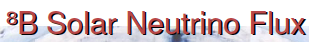 ⁸B Solar Neutrino Flux